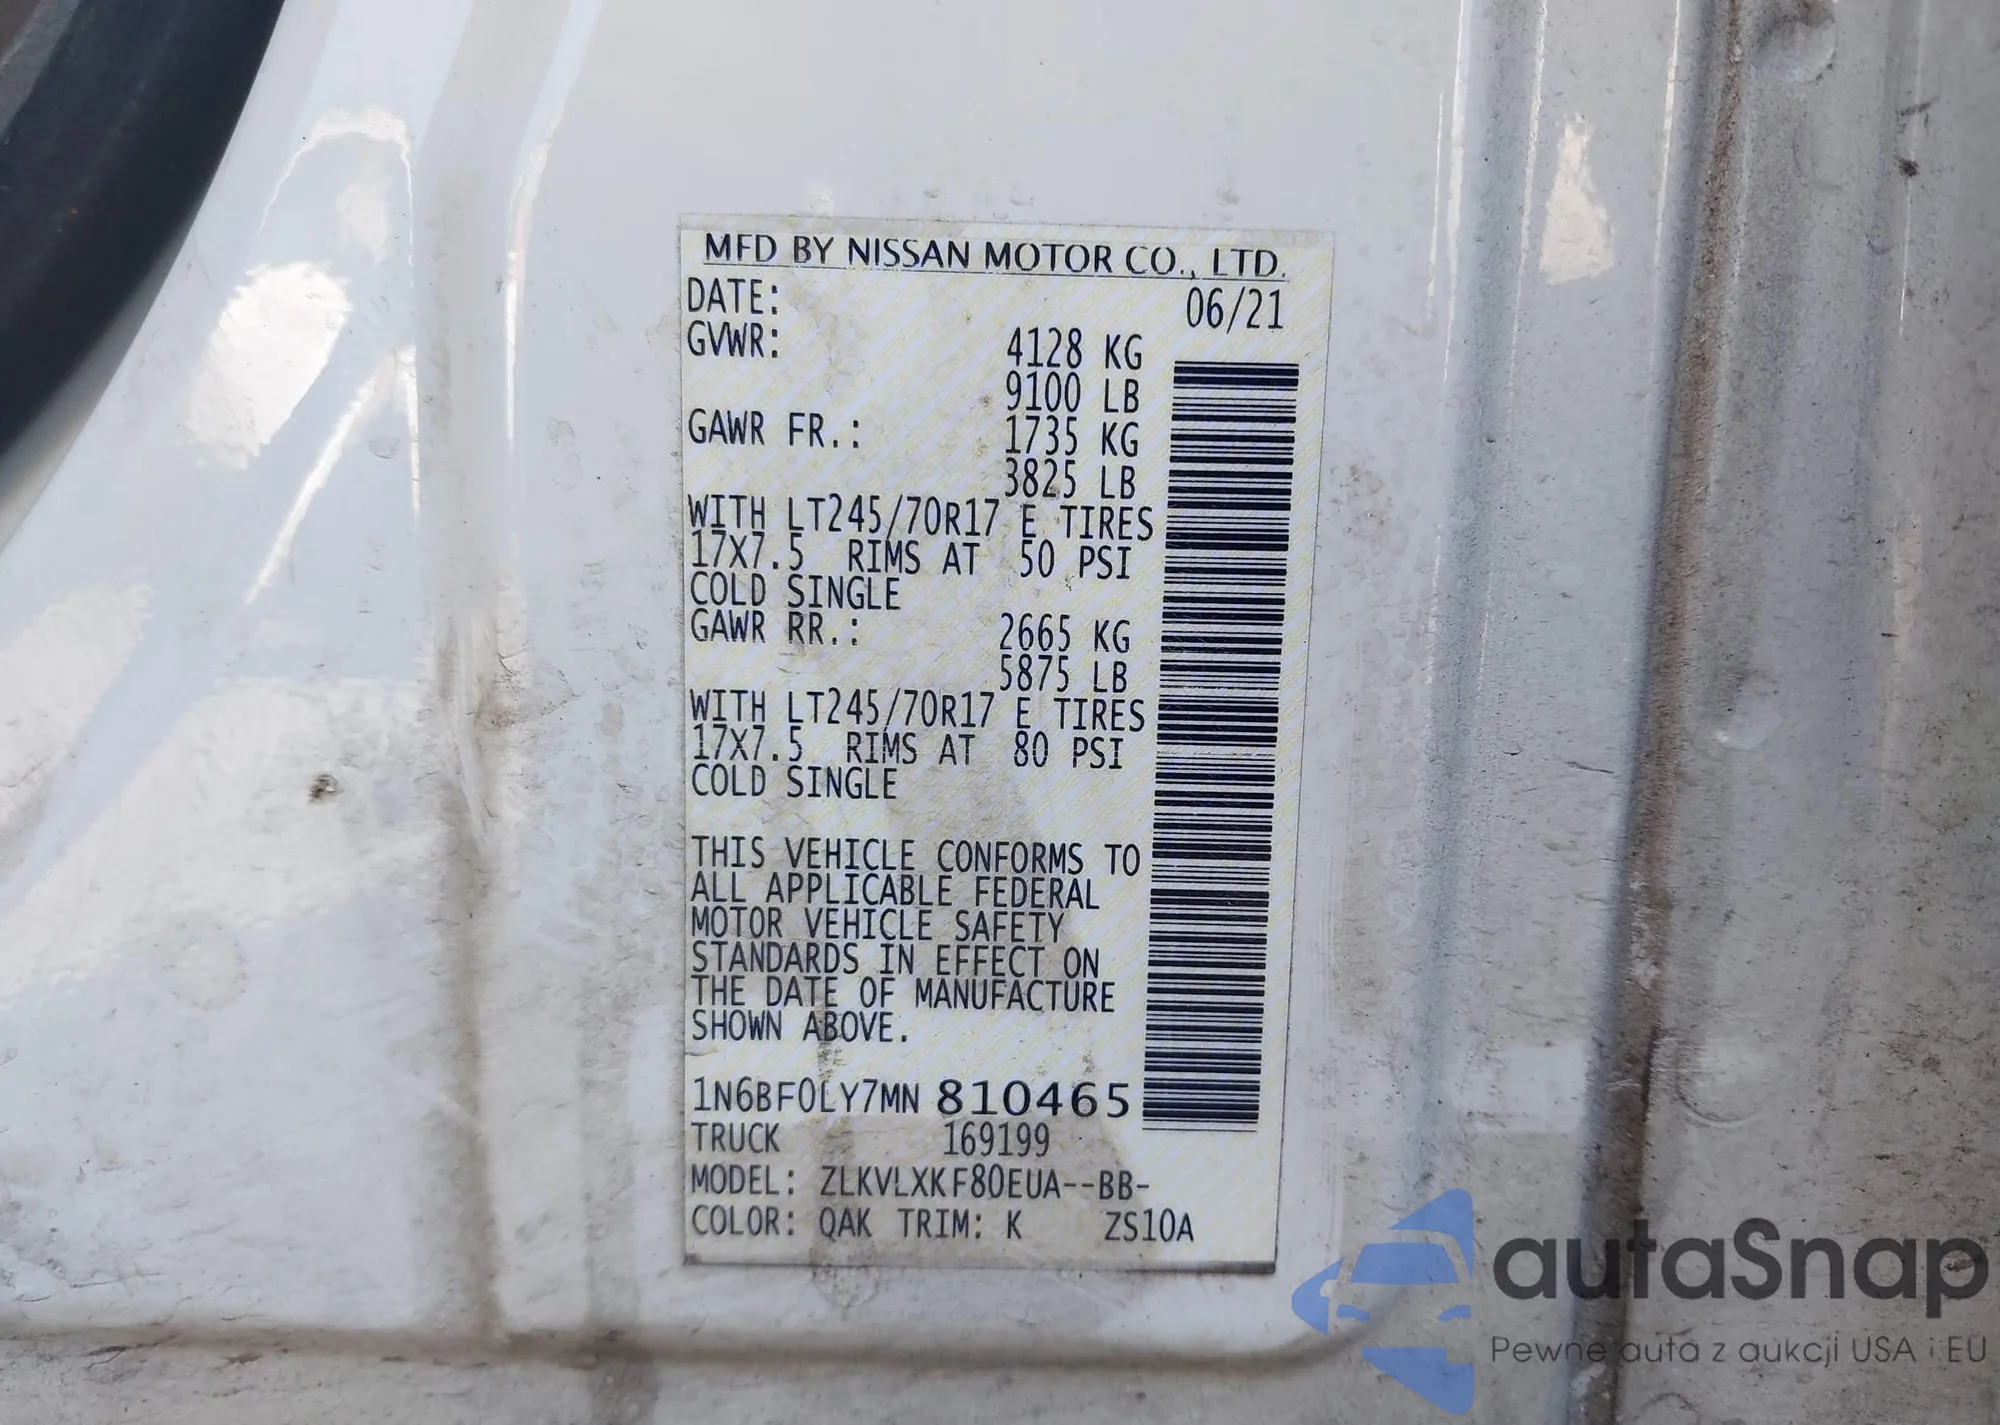 MFD BY NISSAN MOTOR CO., LTD.
DATE: 06/21
GVWR: 4128 KG
9100 LB
GAWR FR.: 1735 KG
3825 LB
WITH LT245/70R17 E TIRES
17X7.5 RIMS AT 50 PSI
COLD SINGLE
GAWR RR.: 2665 KG
5875 LB
WITH LT245/70R17 E TIRES
17X7.5 RIMS AT 80 PSI
COLD SINGLE
THIS VEHICLE CONFORMS TO
ALL APPLICABLE FEDERAL
MOTOR VEHICLE SAFETY
STANDARDS IN EFFECT ON
THE DATE OF MANUFACTURE
SHOWN ABOVE.
1N6BF0LY7MN 810465
TRUCK 169199
MODEL: ZLKVLXKF80EUA--BB-
COLOR: QAK TRIM: K ZS10A
autaSnap
Pewne auta z aukcji USA i EU